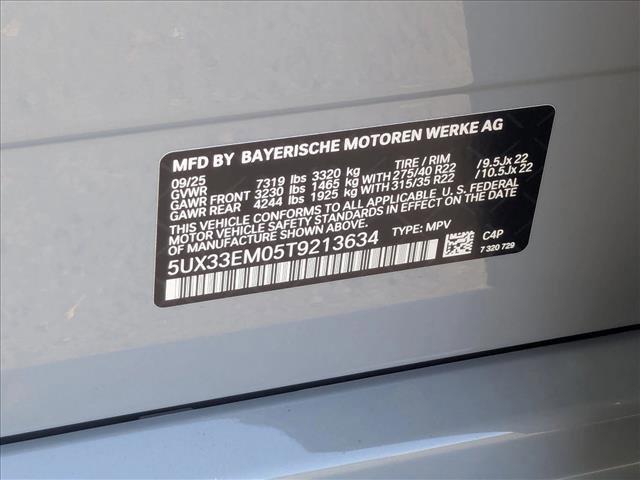 MFD BY BAYERISCHE MOTOREN WERKE AG
09/25 TIRE / RIM
GVWR 7319 lbs 3320 kg
GAWR FRONT 3230 lbs 1465 kg WITH 275/40 R22 /9.5Jx 22
GAWR REAR 4244 lbs 1925 kg WITH 315/35 R22 /10.5Jx 22
THIS VEHICLE CONFORMS TO ALL APPLICABLE U.S. FEDERAL
MOTOR VEHICLE SAFETY STANDARDS IN EFFECT ON THE DATE OF
MANUFACTURE SHOWN ABOVE.
5UX33EM05T9213634 TYPE: MPV C4P
7 320 729